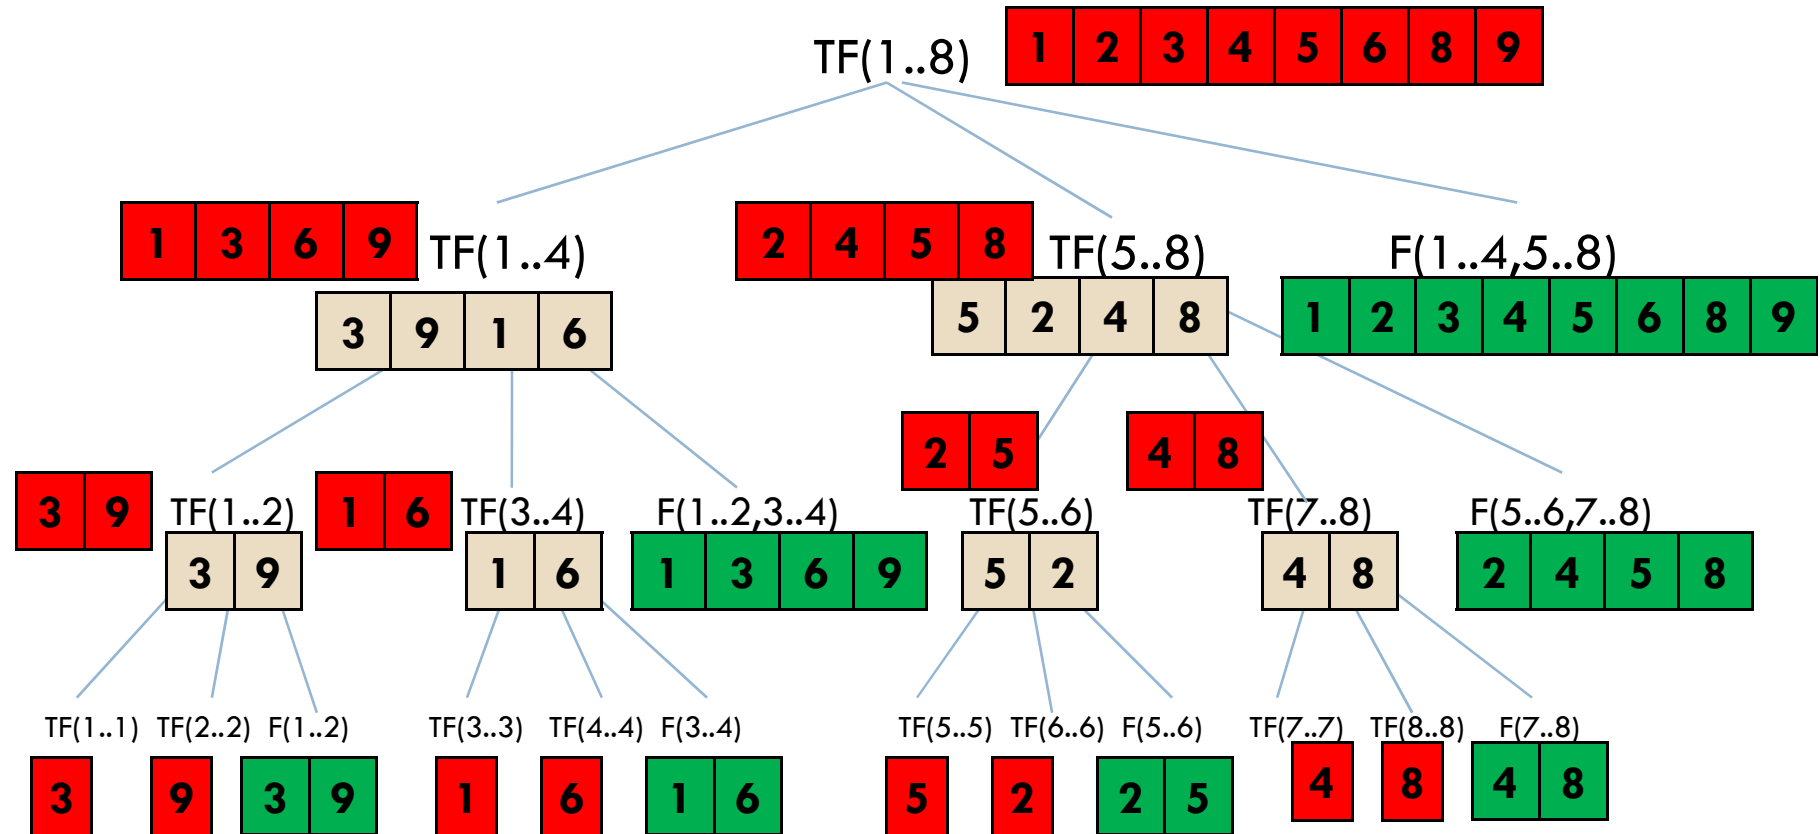 TF(1..8) 1 2 3 4 5 6 8 9
1 3 6 9 TF(1..4) 2 4 5 8 TF(5..8) F(1..4,5..8)
3 9 1 6 5 2 4 8 1 2 3 4 5 6 8 9
2 5 4 8
3 9 TF(1..2) 1 6 TF(3..4) F(1..2,3..4) TF(5..6) TF(7..8) F(5..6,7..8)
3 9 1 6 1 3 6 9 5 2 4 8 2 4 5 8
TF(1..1) TF(2..2) F(1..2) TF(3..3) TF(4..4) F(3..4) TF(5..5) TF(6..6) F(5..6) TF(7..7) TF(8..8) F(7..8)
3 9 3 9 1 6 1 6 5 2 2 5 4 8 4 8